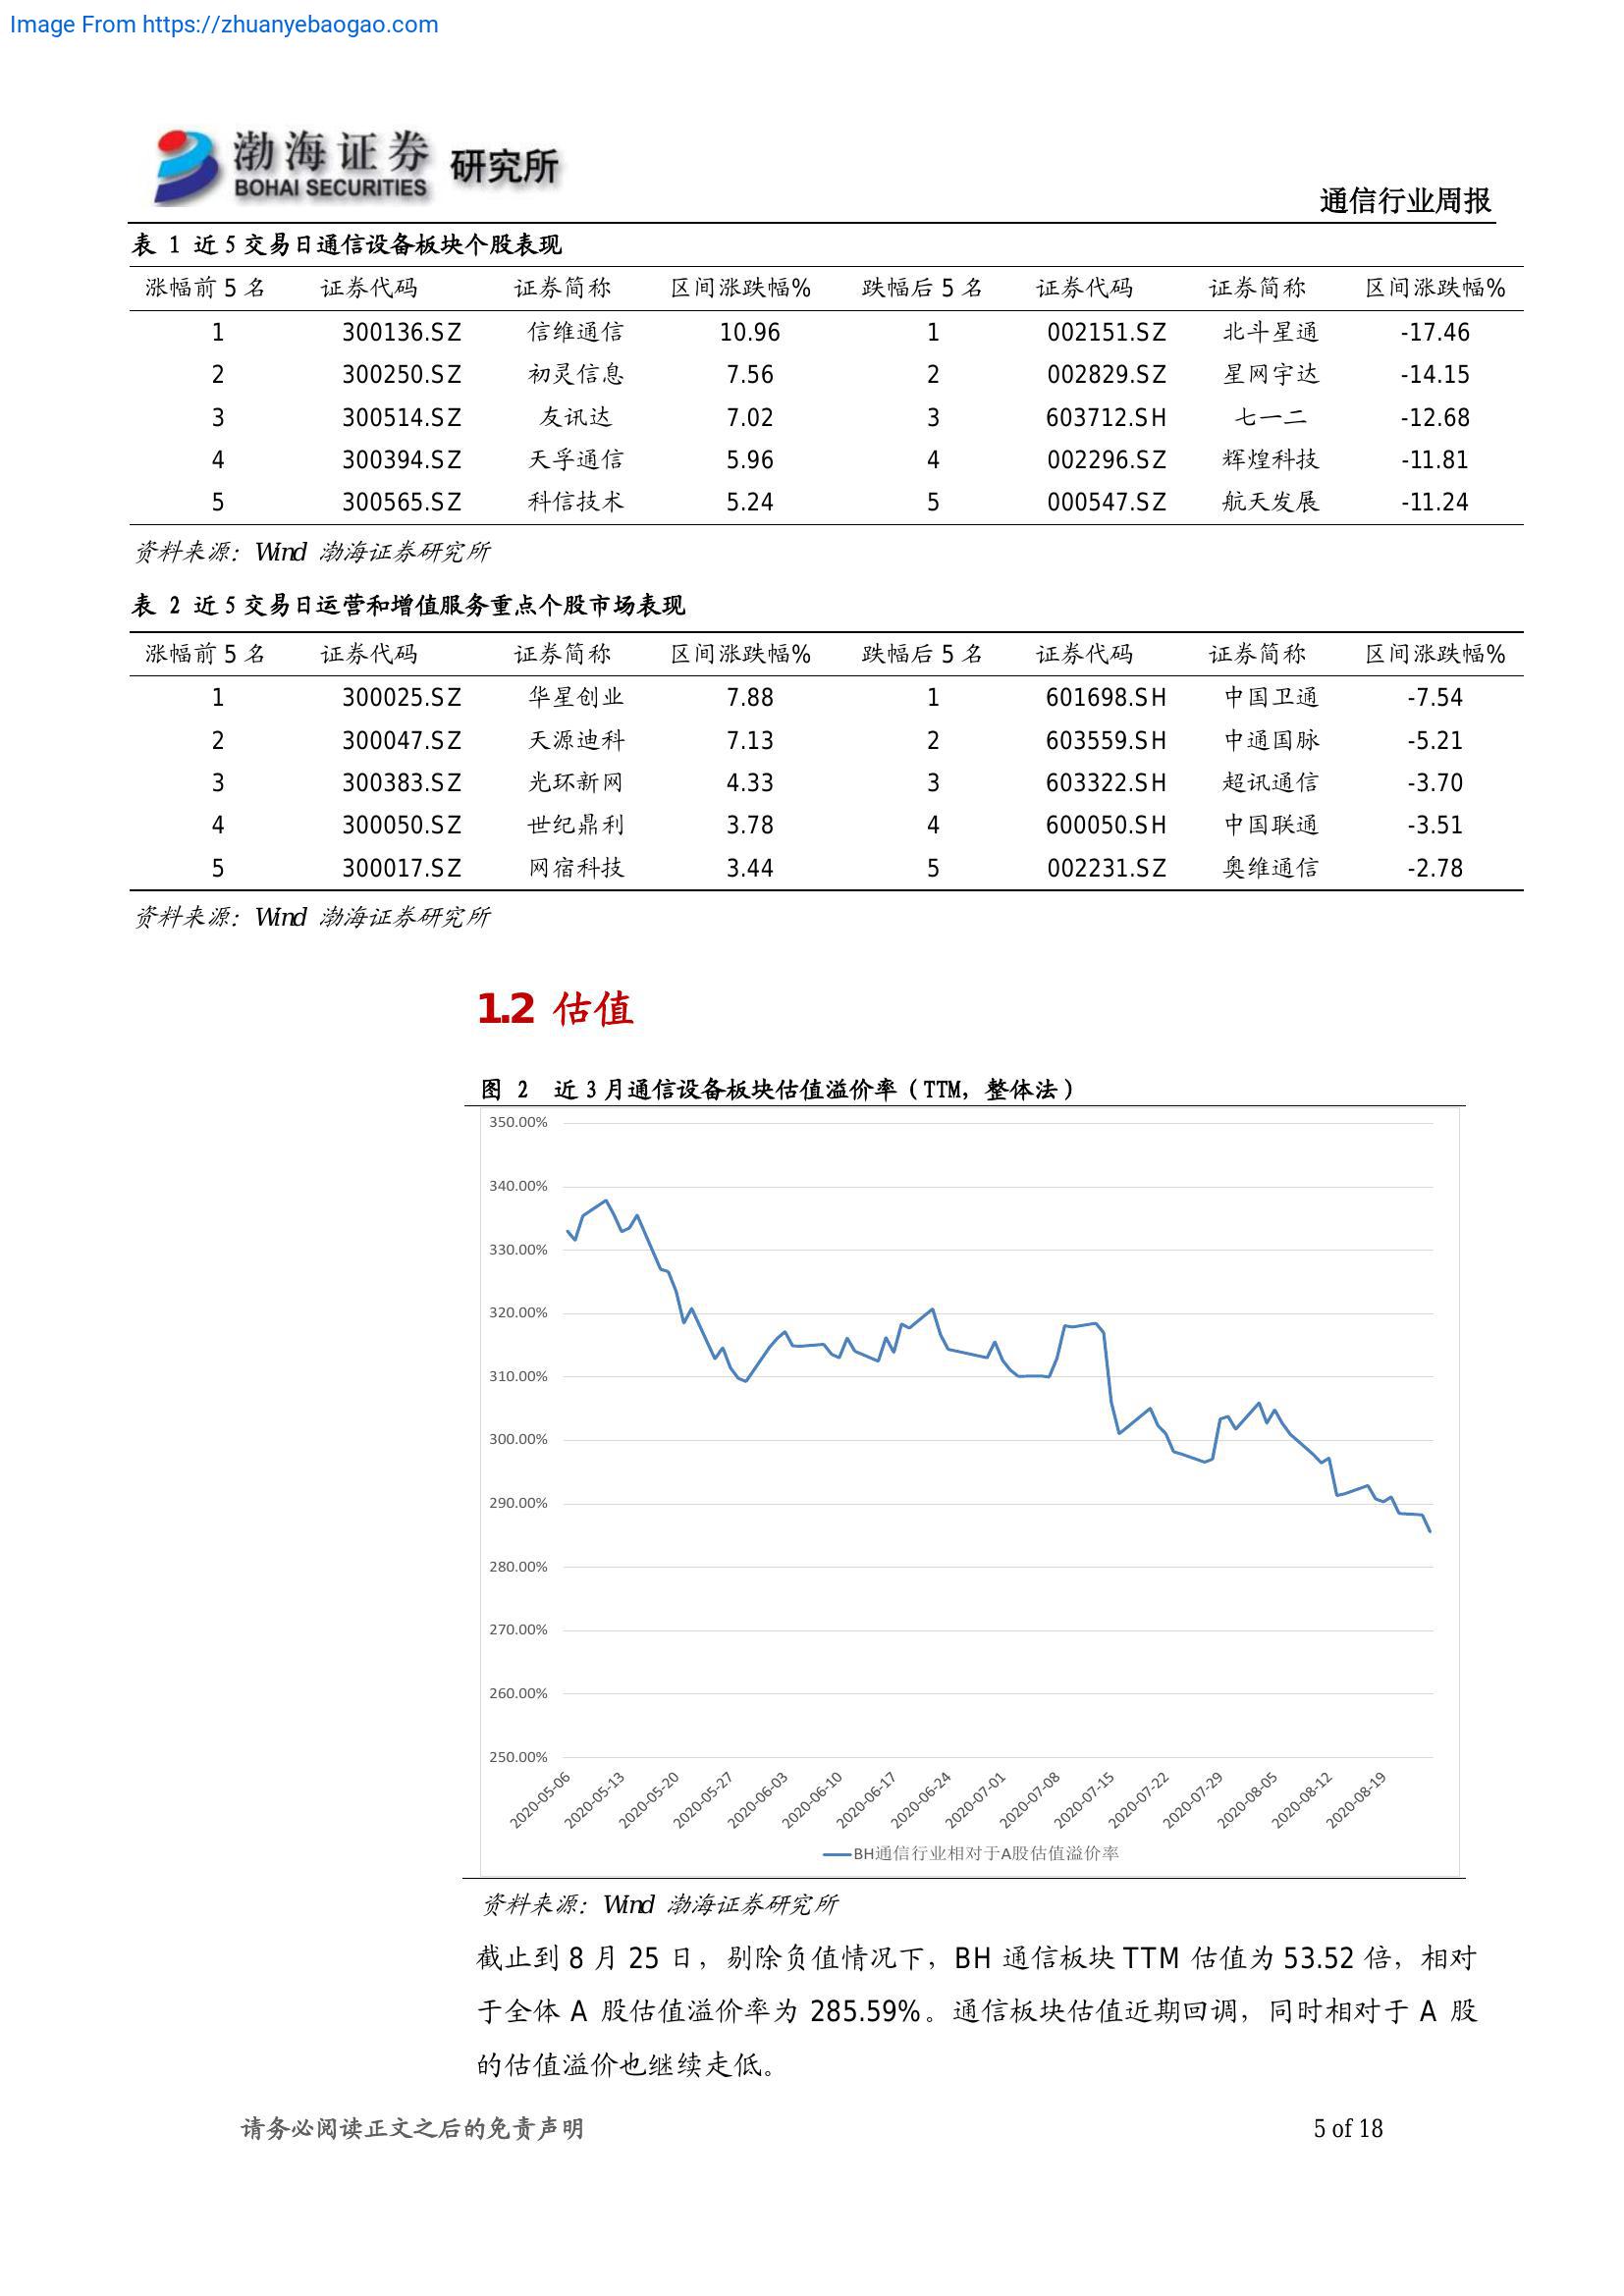 Image From https://zhuanyebaogao.com
渤海证券 研究所
BOHAI SECURITIES
通信行业周报
表 1 近 5 交易日通信设备板块个股表现
涨幅前 5 名 证券代码 证券简称 区间涨跌幅% 跌幅后 5 名 证券代码 证券简称 区间涨跌幅%
1 300136.SZ 信维通信 10.96 1 002151.SZ 北斗星通 -17.46
2 300250.SZ 初灵信息 7.56 2 002829.SZ 星网宇达 -14.15
3 300514.SZ 友讯达 7.02 3 603712.SH 七一二 -12.68
4 300394.SZ 天孚通信 5.96 4 002296.SZ 辉煌科技 -11.81
5 300565.SZ 科信技术 5.24 5 000547.SZ 航天发展 -11.24
资料来源：Wind 渤海证券研究所
表 2 近 5 交易日运营和增值服务重点个股市场表现
涨幅前 5 名 证券代码 证券简称 区间涨跌幅% 跌幅后 5 名 证券代码 证券简称 区间涨跌幅%
1 300025.SZ 华星创业 7.88 1 601698.SH 中国卫通 -7.54
2 300047.SZ 天源迪科 7.13 2 603559.SH 中通国脉 -5.21
3 300383.SZ 光环新网 4.33 3 603322.SH 超讯通信 -3.70
4 300050.SZ 世纪鼎利 3.78 4 600050.SH 中国联通 -3.51
5 300017.SZ 网宿科技 3.44 5 002231.SZ 奥维通信 -2.78
资料来源：Wind 渤海证券研究所
1.2 估值
图 2 近 3 月通信设备板块估值溢价率（TTM，整体法）
350.00%
340.00%
330.00%
320.00%
310.00%
300.00%
290.00%
280.00%
270.00%
260.00%
250.00%
2020-05-06 2020-05-13 2020-05-20 2020-05-27 2020-06-03 2020-06-10 2020-06-17 2020-06-24 2020-07-01 2020-07-08 2020-07-15 2020-07-22 2020-07-29 2020-08-05 2020-08-12 2020-08-19
BH通信行业相对于A股估值溢价率
资料来源：Wind 渤海证券研究所
截止到 8 月 25 日，剔除负值情况下，BH 通信板块 TTM 估值为 53.52 倍，相对
于全体 A 股估值溢价率为 285.59%。通信板块估值近期回调，同时相对于 A 股
的估值溢价也继续走低。
请务必阅读正文之后的免责声明 5 of 18